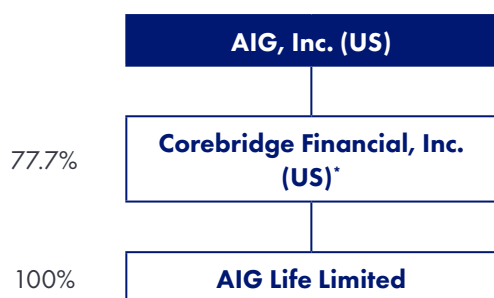 AIG, Inc. (US)
77.7%
Corebridge Financial, Inc.
(US)*
100%
AIG Life Limited